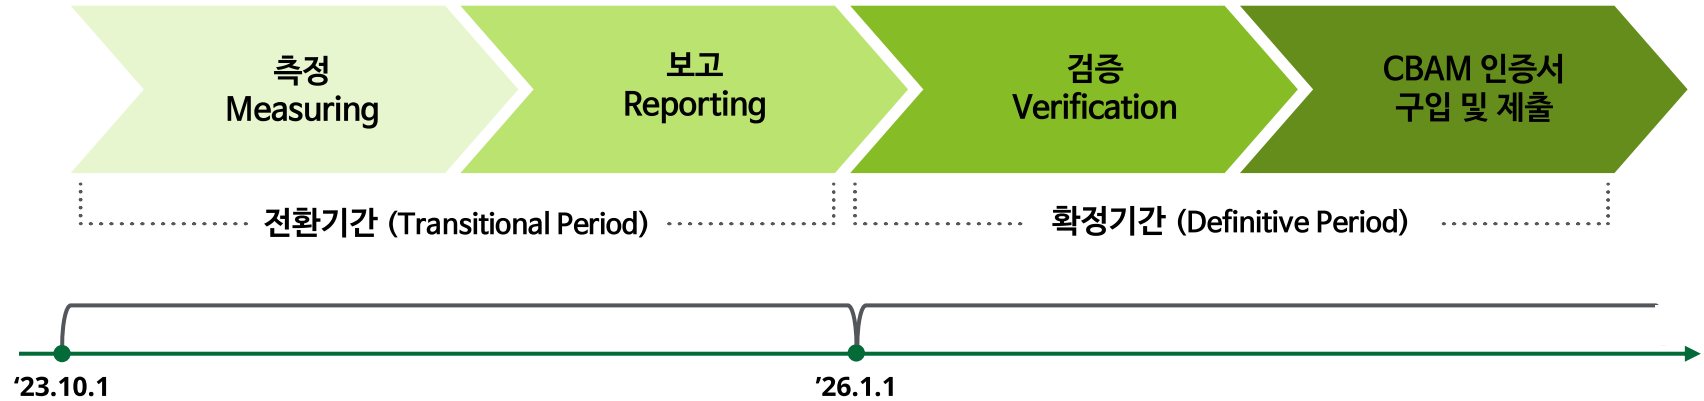 측정
Measuring
보고
Reporting
검증
Verification
CBAM 인증서
구입 및 제출
전환기간 (Transitional Period)
확정기간 (Definitive Period)
‘23.10.1
’26.1.1